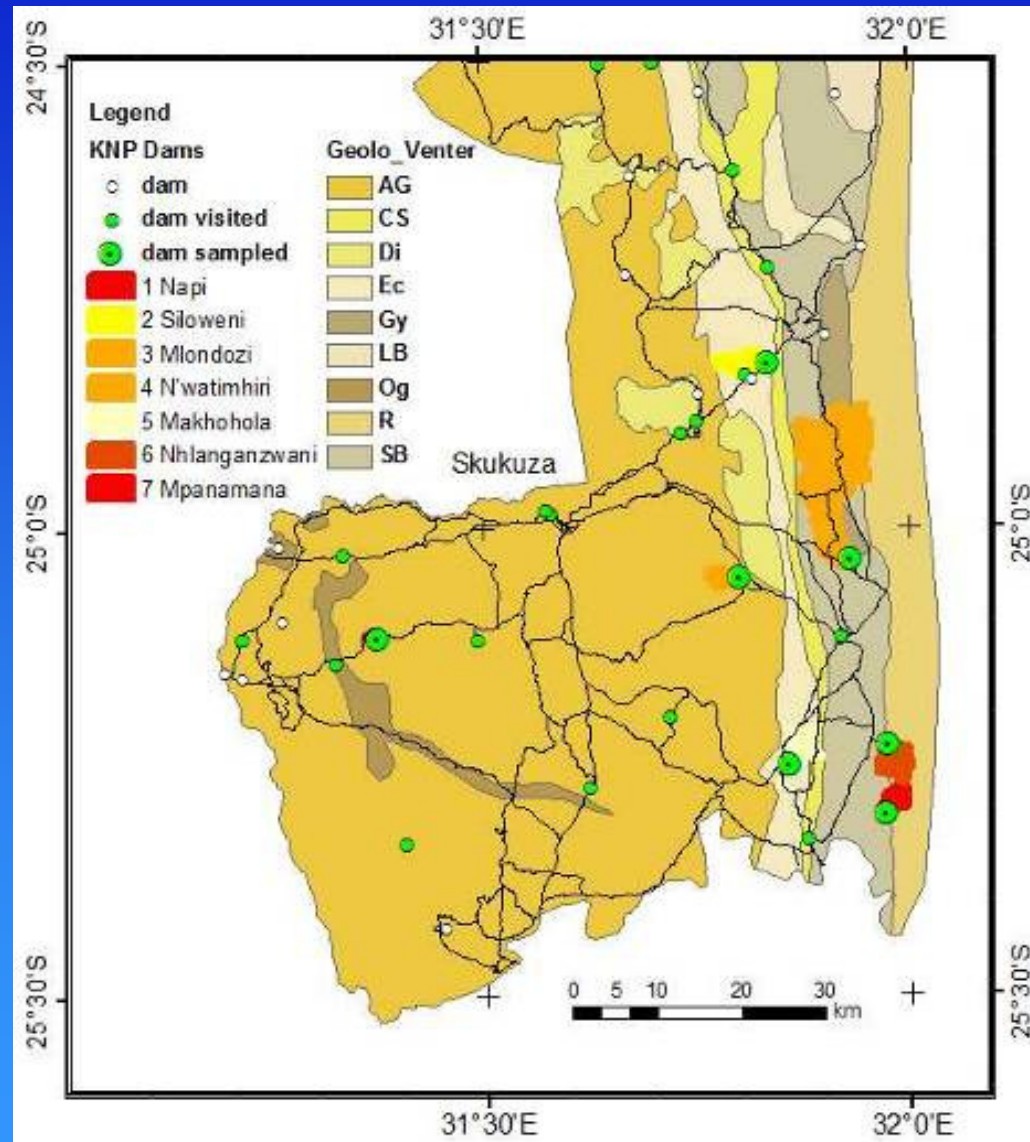 31°30'E 32°0'E
24°30'S
Legend
KNP Dams
dam
dam visited
dam sampled
1 Napi
2 Siloweni
3 Mlondozi
4 N'watimhiri
5 Makhohola
6 Nhlanganzwani
7 Mpanamana
Geolo_Venter
AG
CS
Di
Ec
Gy
LB
Og
R
SB
Skukuza
25°0'S 25°0'S
25°30'S 25°30'S
0 5 10 20 30
km
31°30'E 32°0'E